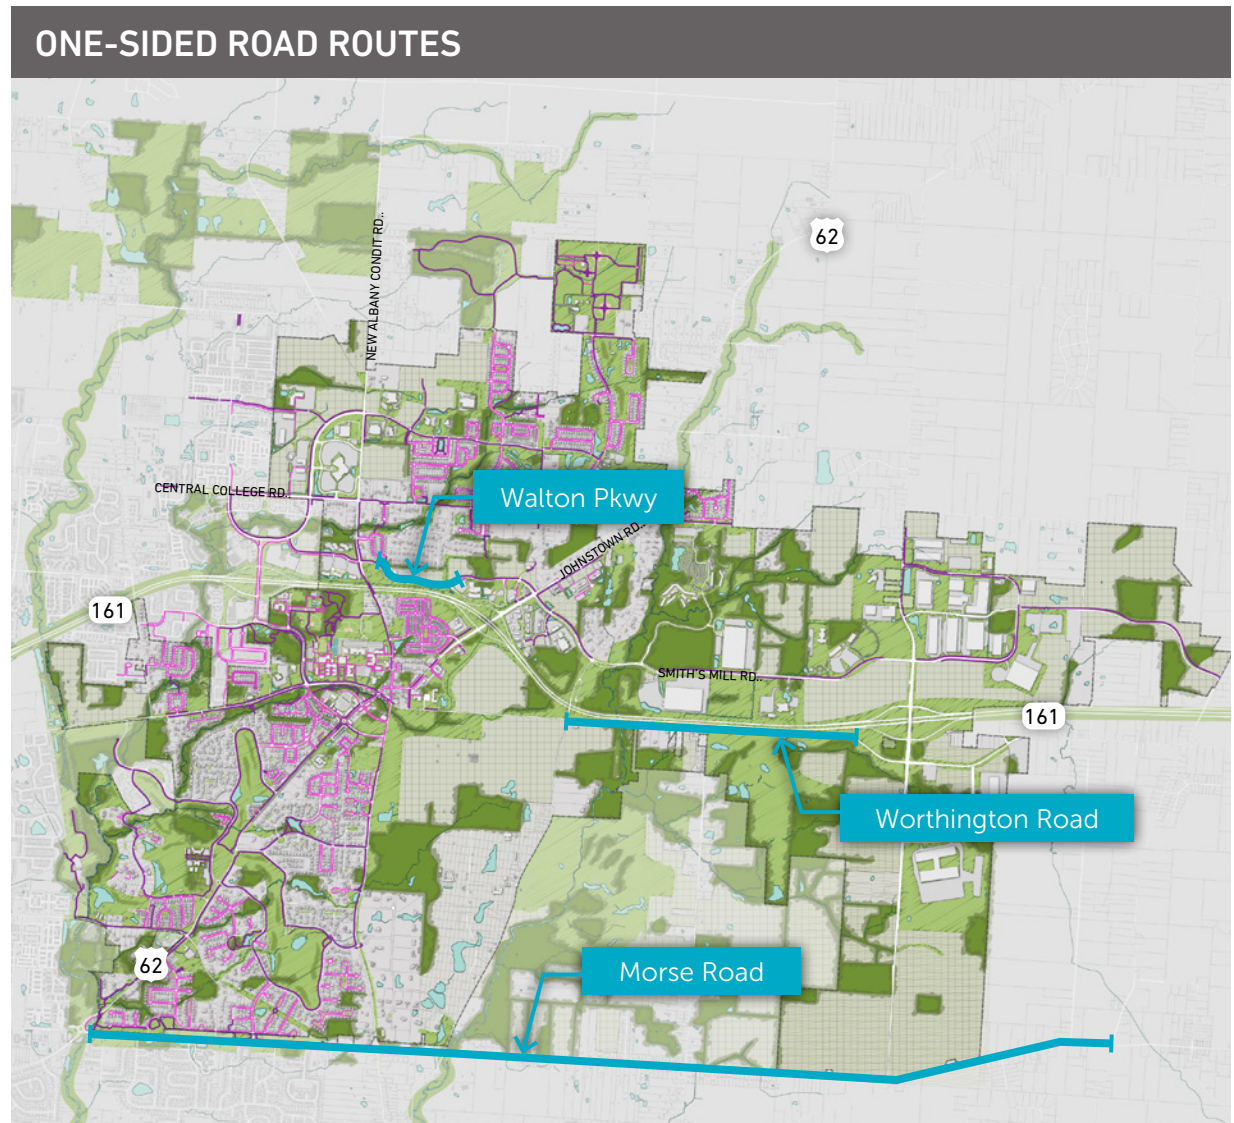 ONE-SIDED ROAD ROUTES
NEW ALBANY CONDIT RD..
62
CENTRAL COLLEGE RD..
Walton Pkwy
JOHNSTOWN RD..
161
SMITH'S MILL RD..
161
Worthington Road
62
Morse Road